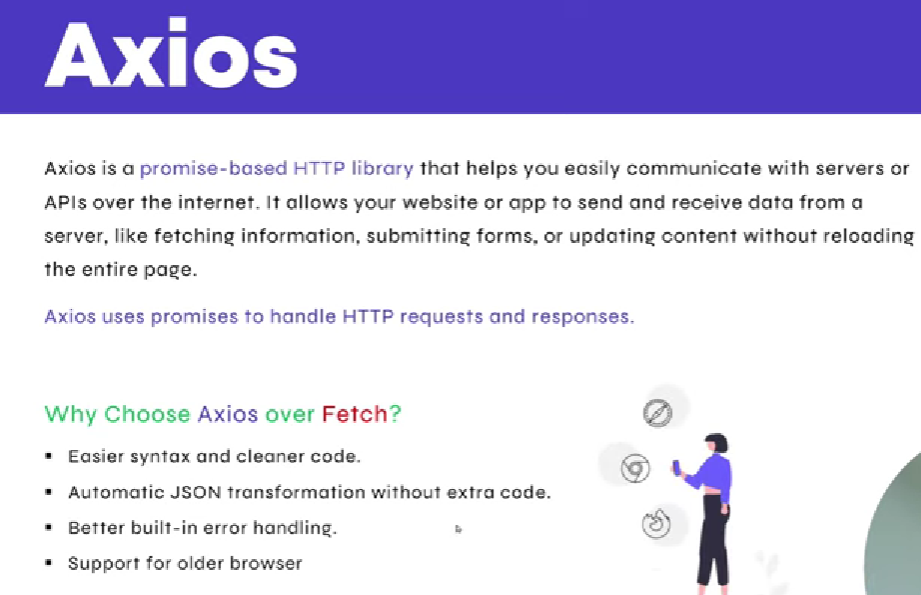 Axios
Axios is a promise-based HTTP library that helps you easily communicate with servers or
APIs over the internet. It allows your website or app to send and receive data from a
server, like fetching information, submitting forms, or updating content without reloading
the entire page.
Axios uses promises to handle HTTP requests and responses.
Why Choose Axios over Fetch?
▪ Easier syntax and cleaner code.
▪ Automatic JSON transformation without extra code.
▪ Better built-in error handling.
▪ Support for older browser